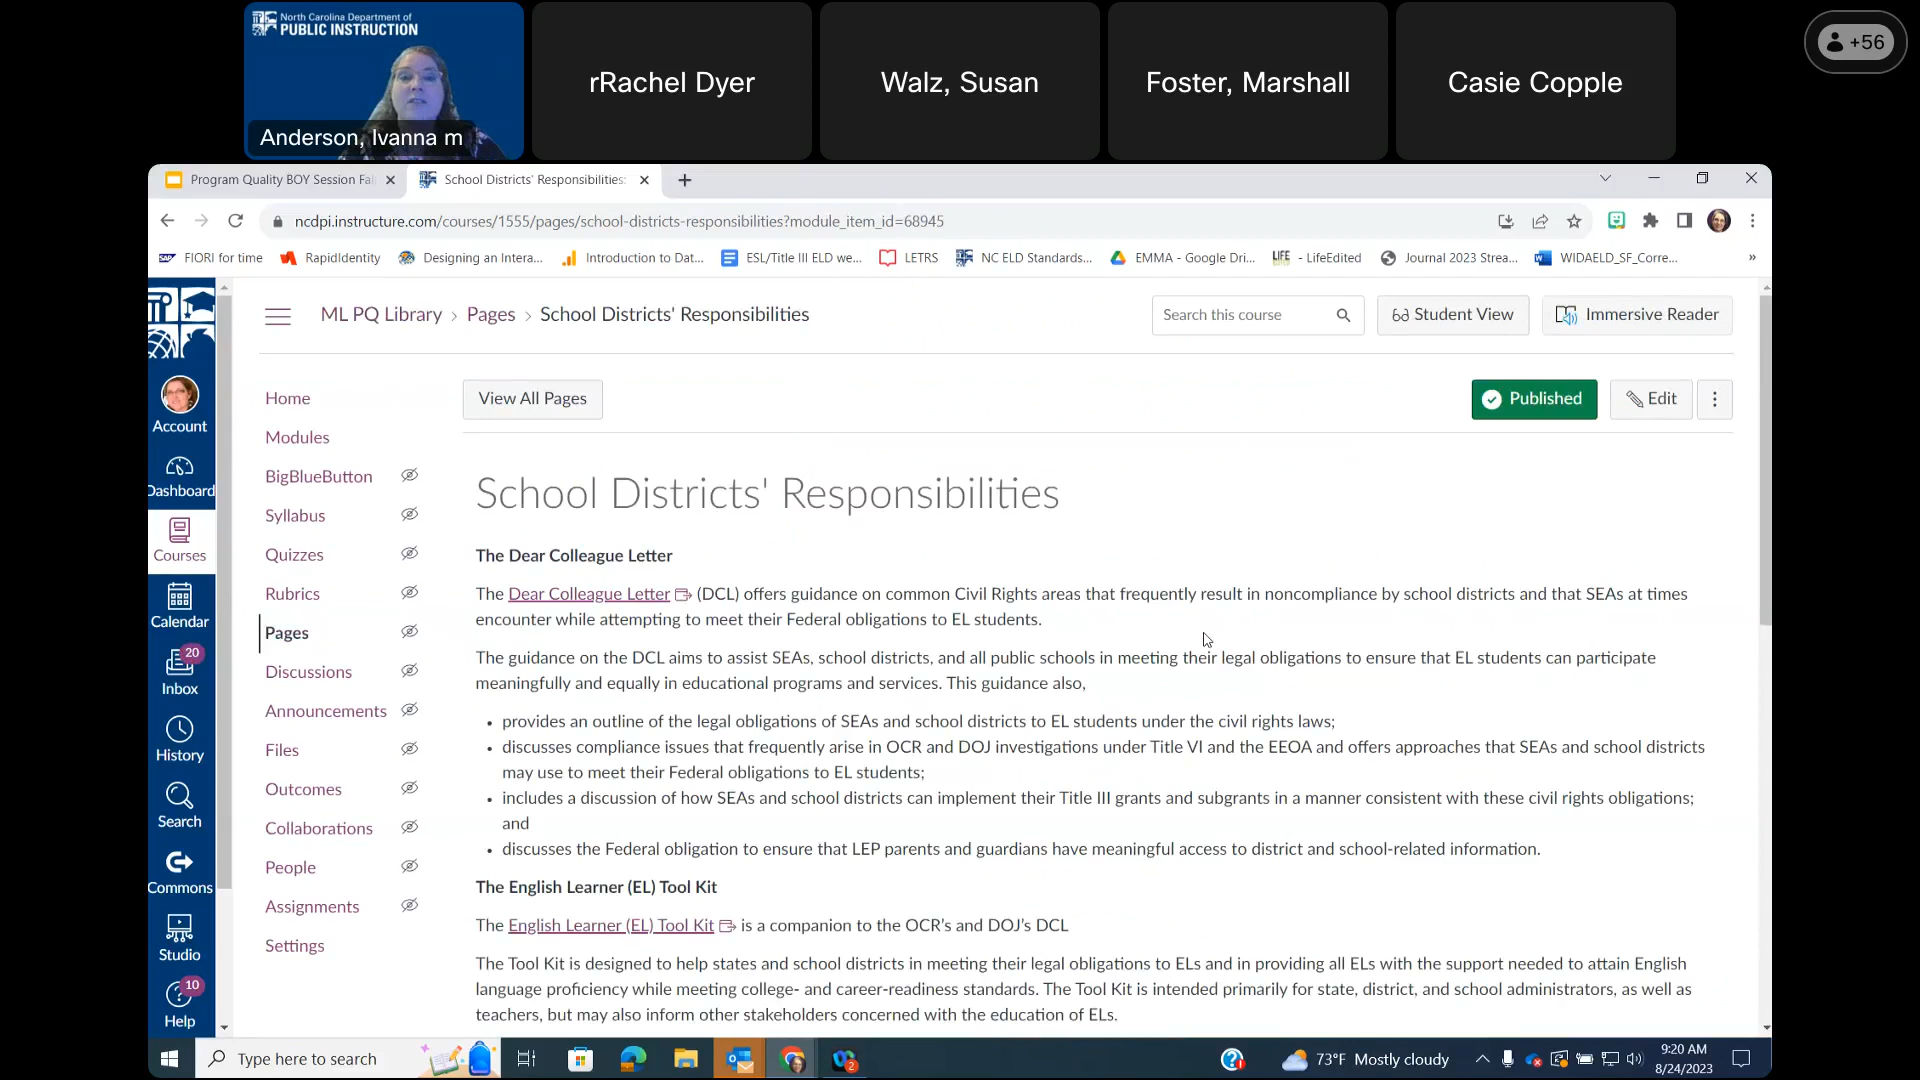 North Carolina Department of
PUBLIC INSTRUCTION
Anderson, Ivanna m
rRachel Dyer
Walz, Susan
Foster, Marshall
Casie Copple
+56
Program Quality BOY Session Fal
School Districts' Responsibilities:
ncdpi.instructure.com/courses/1555/pages/school-districts-responsibilities?module_item_id=68945
FIORI for time
RapidIdentity
Designing an Intera...
Introduction to Dat...
ESL/Title III ELD we...
LETRS
NC ELD Standards...
EMMA - Google Dri...
LIFE - LifeEdited
Journal 2023 Strea...
WIDAELD_SF_Corre...
»
ML PQ Library › Pages › School Districts' Responsibilities
Search this course
Student View
Immersive Reader
Account
Dashboard
Courses
Calendar
20
Inbox
History
Search
Commons
Studio
10
Help
Home
Modules
BigBlueButton
Syllabus
Quizzes
Rubrics
Pages
Discussions
Announcements
Files
Outcomes
Collaborations
People
Assignments
Settings
View All Pages
Published
Edit
School Districts' Responsibilities
The Dear Colleague Letter
The Dear Colleague Letter (DCL) offers guidance on common Civil Rights areas that frequently result in noncompliance by school districts and that SEAs at times
encounter while attempting to meet their Federal obligations to EL students.
The guidance on the DCL aims to assist SEAs, school districts, and all public schools in meeting their legal obligations to ensure that EL students can participate
meaningfully and equally in educational programs and services. This guidance also,
• provides an outline of the legal obligations of SEAs and school districts to EL students under the civil rights laws;
• discusses compliance issues that frequently arise in OCR and DOJ investigations under Title VI and the EEOA and offers approaches that SEAs and school districts
may use to meet their Federal obligations to EL students;
• includes a discussion of how SEAs and school districts can implement their Title III grants and subgrants in a manner consistent with these civil rights obligations;
and
• discusses the Federal obligation to ensure that LEP parents and guardians have meaningful access to district and school-related information.
The English Learner (EL) Tool Kit
The English Learner (EL) Tool Kit is a companion to the OCR's and DOJ's DCL
The Tool Kit is designed to help states and school districts in meeting their legal obligations to ELs and in providing all ELs with the support needed to attain English
language proficiency while meeting college- and career-readiness standards. The Tool Kit is intended primarily for state, district, and school administrators, as well as
teachers, but may also inform other stakeholders concerned with the education of ELs.
Type here to search
2
73°F Mostly cloudy
9:20 AM
8/24/2023